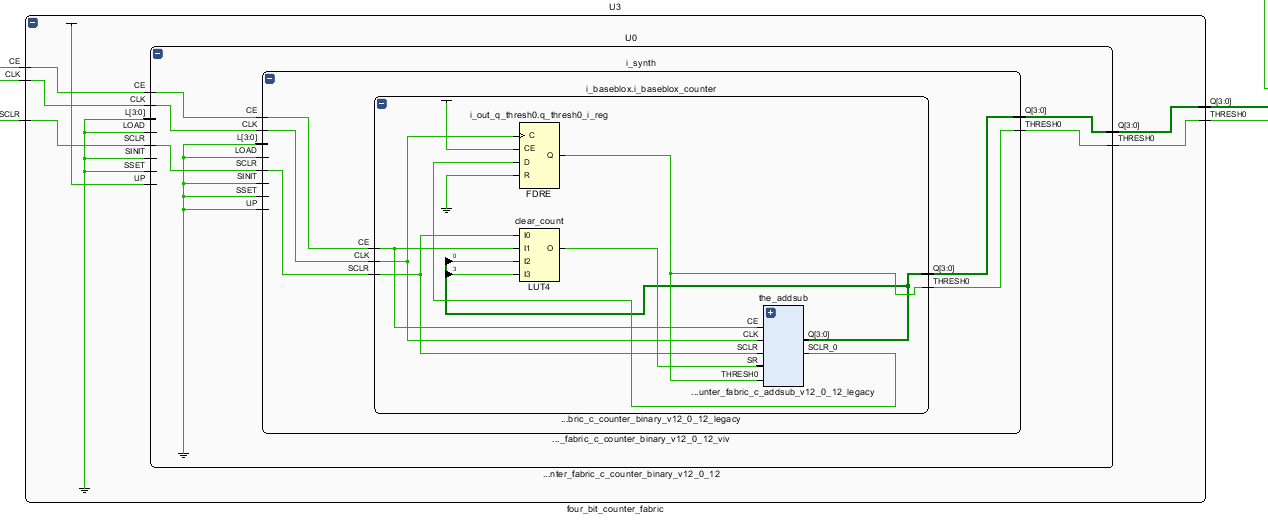 U3
U0
i_synth
i_baseblox.i_baseblox_counter
i_out_q_thresh0.q_thresh0_i_reg
C
CE
D
R
Q
FDRE
clear_count
I0
I1
I2
I3
O
LUT4
0
3
CE
CLK
SCLR
CE
CLK
L[3:0]
LOAD
SCLR
SINIT
SSET
UP
CE
CLK
L[3:0]
LOAD
SCLR
SINIT
SSET
UP
CE
CLK
SCLR
the_addsub
CE
CLK
SCLR
SR
THRESH0
Q[3:0]
SCLR_0
...unter_fabric_c_addsub_v12_0_12_legacy
Q[3:0]
THRESH0
Q[3:0]
THRESH0
Q[3:0]
THRESH0
Q[3:0]
THRESH0
...bric_c_counter_binary_v12_0_12_legacy
..._fabric_c_counter_binary_v12_0_12_viv
...nter_fabric_c_counter_binary_v12_0_12
four_bit_counter_fabric